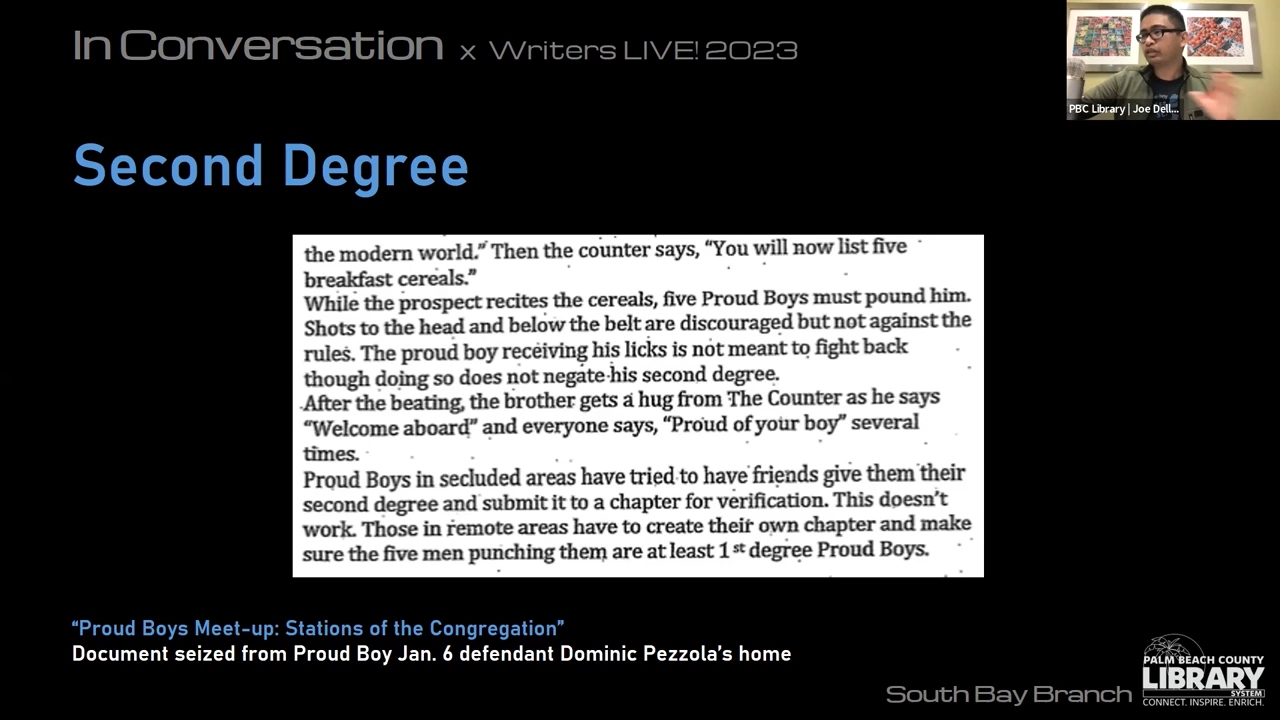 In Conversation x Writers LIVE! 2023
PBC Library | Joe Dell...
Second Degree
the modern world.” Then the counter says, “You will now list five
breakfast cereals.”
While the prospect recites the cereals, five Proud Boys must pound him.
Shots to the head and below the belt are discouraged but not against the
rules. The proud boy receiving his licks is not meant to fight back
though doing so does not negate his second degree.
After the beating, the brother gets a hug from The Counter as he says
“Welcome aboard” and everyone says, “Proud of your boy” several
times.
Proud Boys in secluded areas have tried to have friends give them their
second degree and submit it to a chapter for verification. This doesn’t
work. Those in remote areas have to create their own chapter and make
sure the five men punching them are at least 1st degree Proud Boys.
“Proud Boys Meet-up: Stations of the Congregation”
Document seized from Proud Boy Jan. 6 defendant Dominic Pezzola’s home
South Bay Branch
PALM BEACH COUNTY
LIBRARY
SYSTEM
CONNECT. INSPIRE. ENRICH.